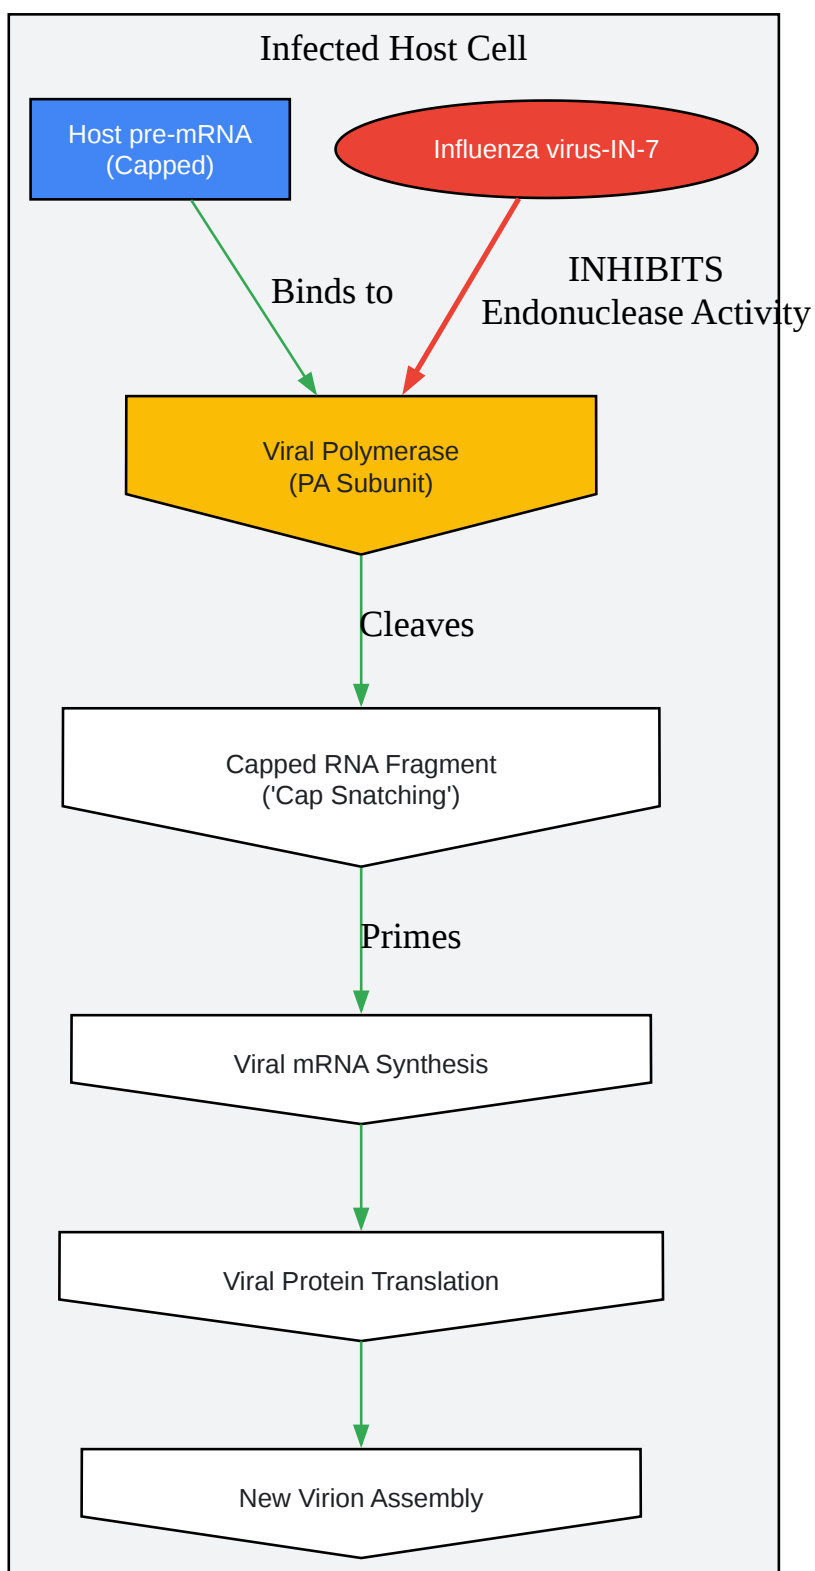 Infected Host Cell
Host pre-mRNA
(Capped)
Influenza virus-IN-7
Binds to
INHIBITS
Endonuclease Activity
Viral Polymerase
(PA Subunit)
Cleaves
Capped RNA Fragment
('Cap Snatching')
Primes
Viral mRNA Synthesis
Viral Protein Translation
New Virion Assembly